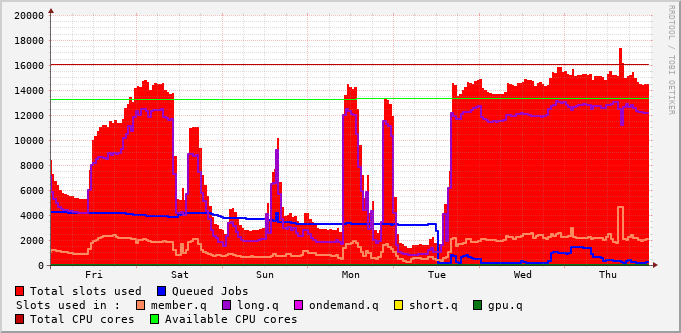 20000
18000
16000
14000
12000
10000
8000
6000
4000
2000
0
Fri Sat Sun Mon Tue Wed Thu
RRDTOOL / TOBI OETIKER
Total slots used Queued Jobs
Slots used in : member.q long.q ondemand.q short.q gpu.q
Total CPU cores Available CPU cores